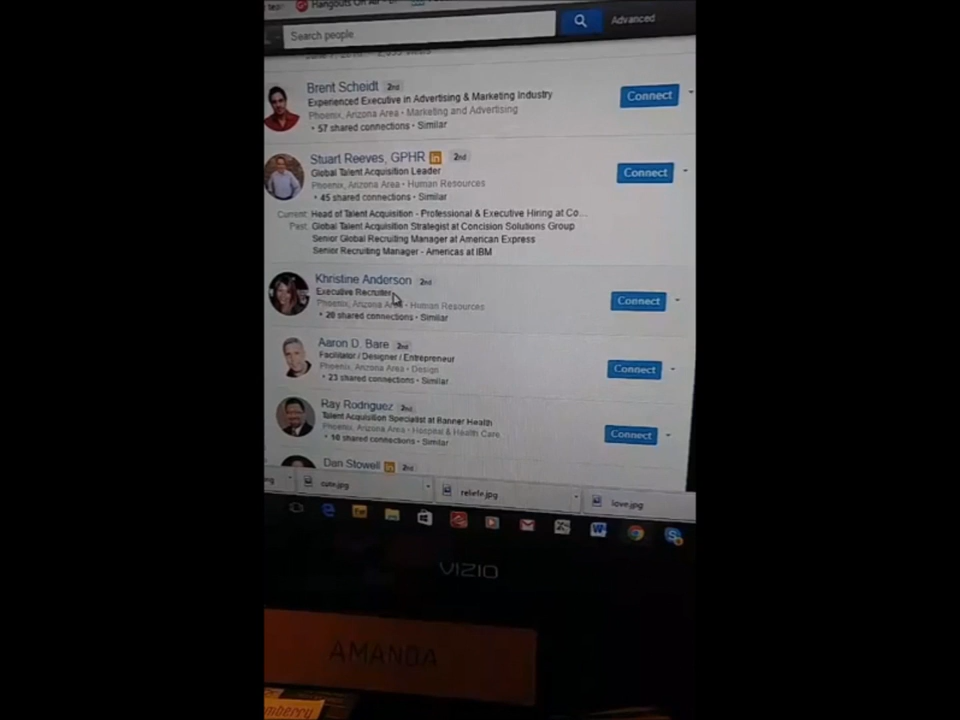 Hangouts On Air -
Search people
Advanced
Brent Scheidt 2nd
Experienced Executive in Advertising & Marketing Industry
Phoenix, Arizona Area • Marketing and Advertising
• 57 shared connections • Similar
Connect
Stuart Reeves, GPHR in 2nd
Global Talent Acquisition Leader
Phoenix, Arizona Area • Human Resources
• 45 shared connections • Similar
Connect
Current: Head of Talent Acquisition - Professional & Executive Hiring at Co...
Past: Global Talent Acquisition Strategist at Concision Solutions Group
Senior Global Recruiting Manager at American Express
Senior Recruiting Manager - Americas at IBM
Khristine Anderson 2nd
Executive Recruiter
Phoenix, Arizona Area • Human Resources
shared connections • Similar
Connect
Aaron D. Bare 2nd
Facilitator / Designer / Entrepreneur
Phoenix, Arizona Area • Design
• 23 shared connections • Similar
Connect
Ray Rodriguez 2nd
Talent Acquisition Specialist at Banner Health
Phoenix, Arizona Area • Hospital & Health Care
shared connections • Similar
Connect
Dan Stowell in 2nd
cute.jpg
reliefe.jpg
love.jpg
VIZIO
AMANDA